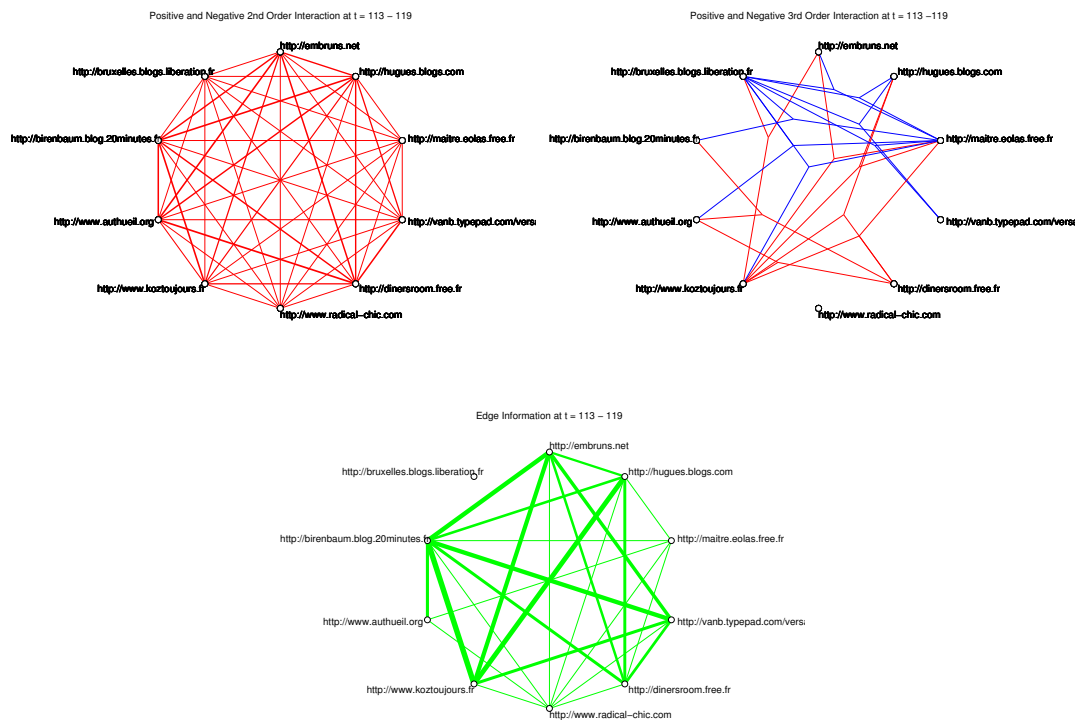 Positive and Negative 2nd Order Interaction at t = 113 − 119
http://embruns.net
http://bruxelles.blogs.liberation.fr
http://hugues.blogs.com
http://birenbaum.blog.20minutes.fr
http://maitre.eolas.free.fr
http://www.authueil.org
http://vanb.typepad.com/versa
http://www.koztoujours.fr
http://dinersroom.free.fr
http://www.radical−chic.com
Positive and Negative 3rd Order Interaction at t = 113 −119
http://embruns.net
http://bruxelles.blogs.liberation.fr
http://hugues.blogs.com
http://birenbaum.blog.20minutes.fr
http://maitre.eolas.free.fr
http://www.authueil.org
http://vanb.typepad.com/versa
http://www.koztoujours.fr
http://dinersroom.free.fr
http://www.radical−chic.com
Edge Information at t = 113 − 119
http://embruns.net
http://bruxelles.blogs.liberation.fr
http://hugues.blogs.com
http://birenbaum.blog.20minutes.fr
http://maitre.eolas.free.fr
http://www.authueil.org
http://vanb.typepad.com/versa
http://www.koztoujours.fr
http://dinersroom.free.fr
http://www.radical−chic.com